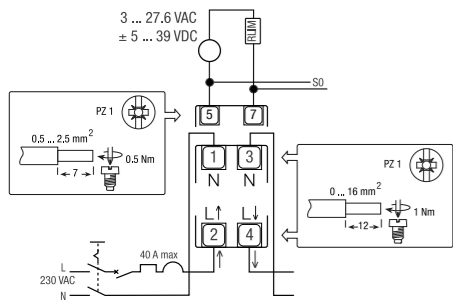 3 ... 27.6 VAC
± 5 ... 39 VDC
RLIM
S0
5
7
PZ 1
0.5 ... 2,5 mm²
7
0.5 Nm
1
3
N
N
PZ 1
0 ... 16 mm²
12
1 Nm
L↑
L↓
2
4
40 A max
L
230 VAC
N